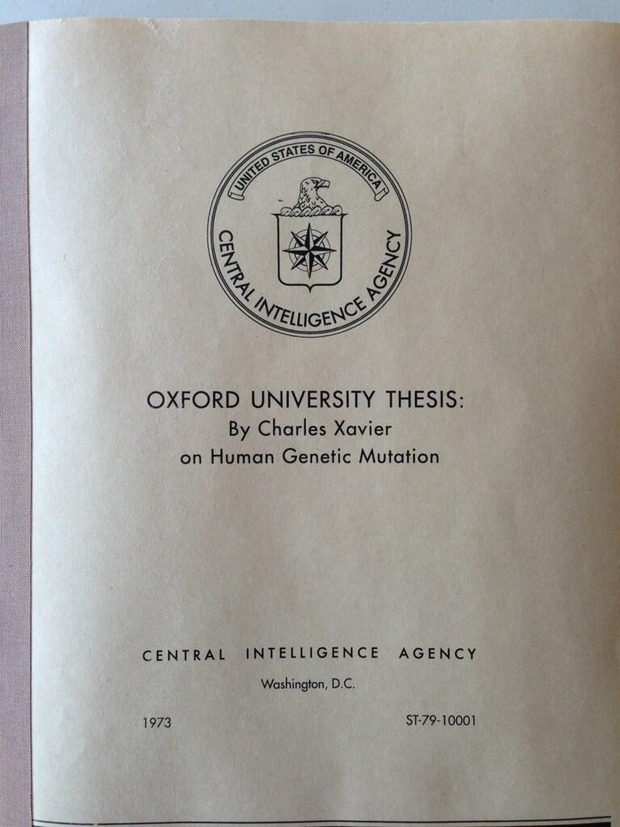 UNITED STATES OF AMERICA
CENTRAL INTELLIGENCE AGENCY
OXFORD UNIVERSITY THESIS:
By Charles Xavier
on Human Genetic Mutation
CENTRAL INTELLIGENCE AGENCY
Washington, D.C.
1973 ST-79-10001